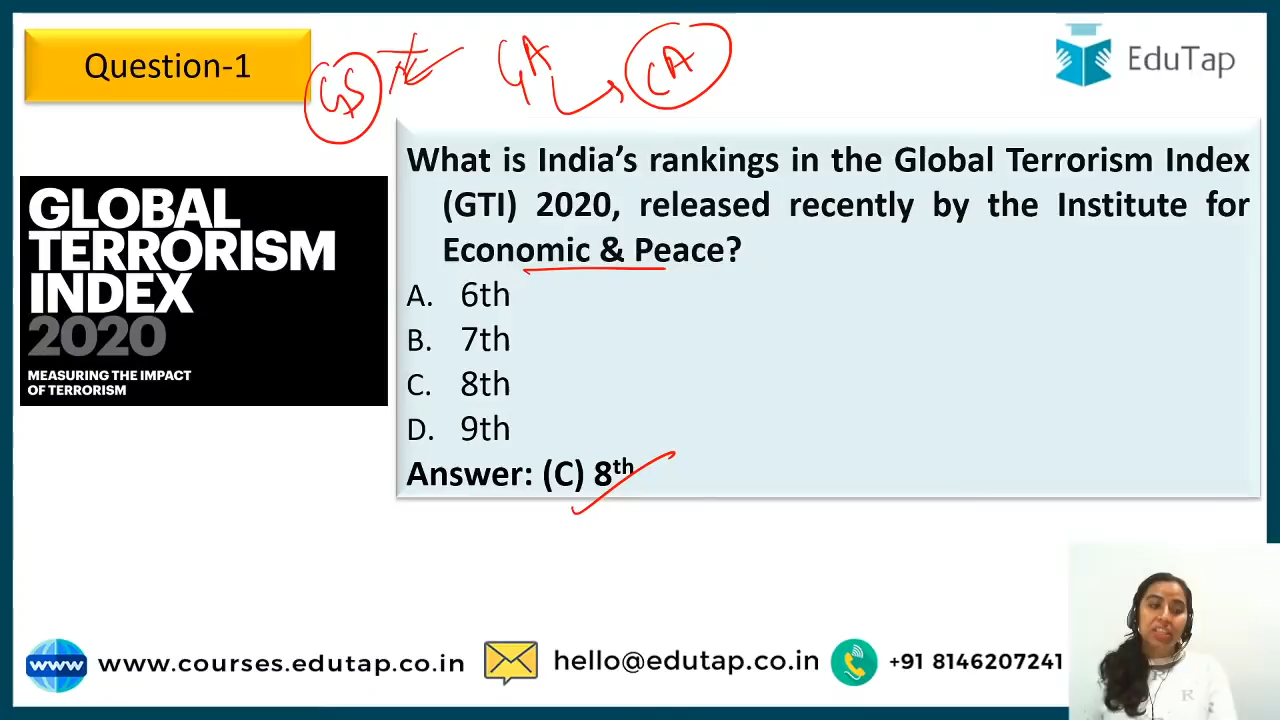 Question-1
GS
GA
CA
EduTap
GLOBAL
TERRORISM
INDEX
2020
MEASURING THE IMPACT
OF TERRORISM
What is India’s rankings in the Global Terrorism Index
(GTI) 2020, released recently by the Institute for
Economic & Peace?
A. 6th
B. 7th
C. 8th
D. 9th
Answer: (C) 8th
www
www.courses.edutap.co.in
hello@edutap.co.in
+91 8146207241
R
R